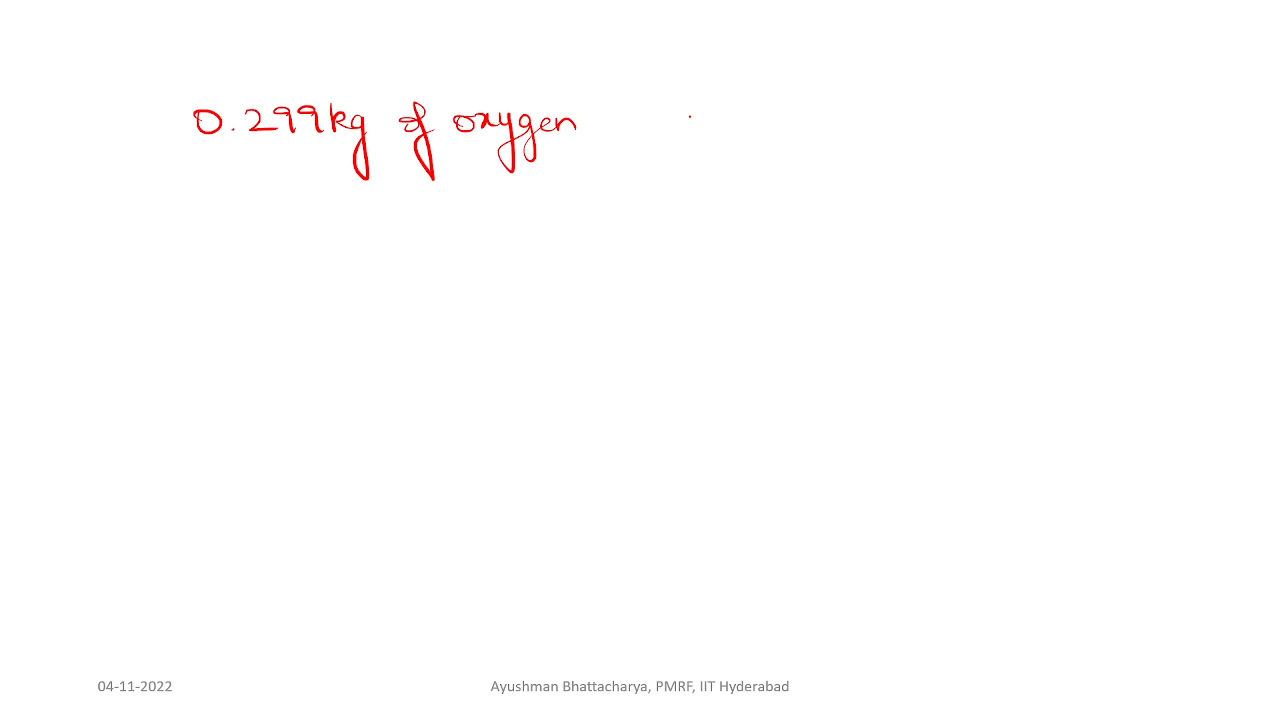 0.299kg of oxygen
04-11-2022
Ayushman Bhattacharya, PMRF, IIT Hyderabad